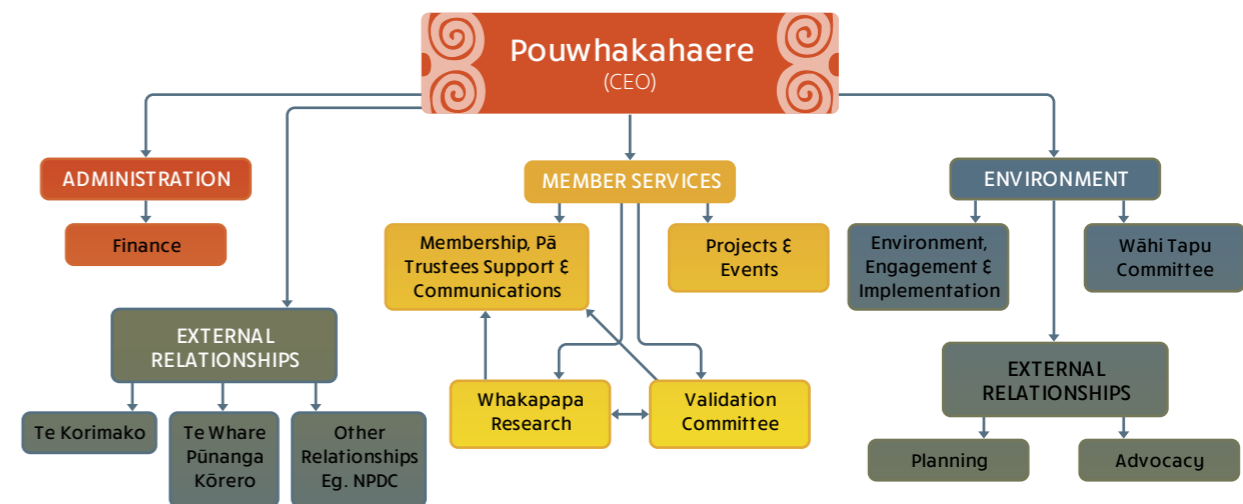 Pouwhakahaere
(CEO)
ADMINISTRATION
Finance
EXTERNAL
RELATIONSHIPS
Te Korimako
Te Whare
Pūnanga
Kōrero
Other
Relationships
Eg. NPDC
MEMBER SERVICES
Membership, Pā
Trustees Support &
Communications
Projects &
Events
Whakapapa
Research
Validation
Committee
ENVIRONMENT
Environment,
Engagement &
Implementation
Wāhi Tapu
Committee
EXTERNAL
RELATIONSHIPS
Planning
Advocacy